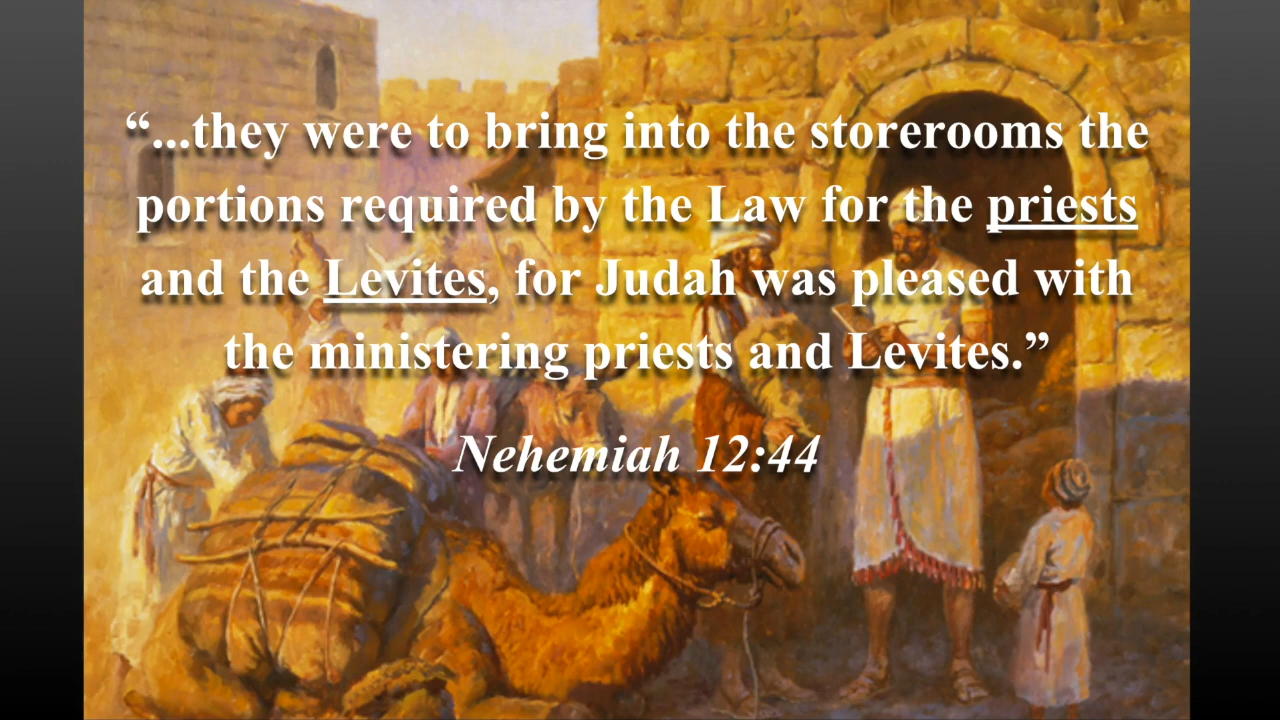 “...they were to bring into the storerooms the
portions required by the Law for the priests
and the Levites, for Judah was pleased with
the ministering priests and Levites.”
Nehemiah 12:44